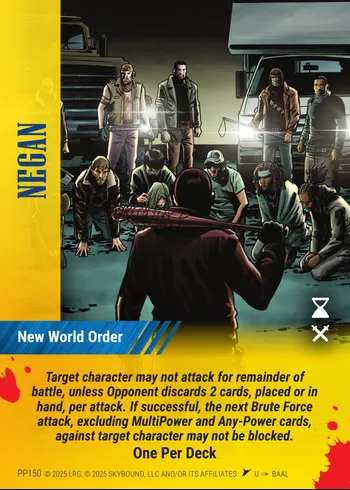 NEGAN
New World Order
Target character may not attack for remainder of
battle, unless Opponent discards 2 cards, placed or in
hand, per attack. If successful, the next Brute Force
attack, excluding MultiPower and Any-Power cards,
against target character may not be blocked.
One Per Deck
PP150 © 2025 LRG, © 2025 SKYBOUND, LLC AND/OR ITS AFFILIATES. U BAAL